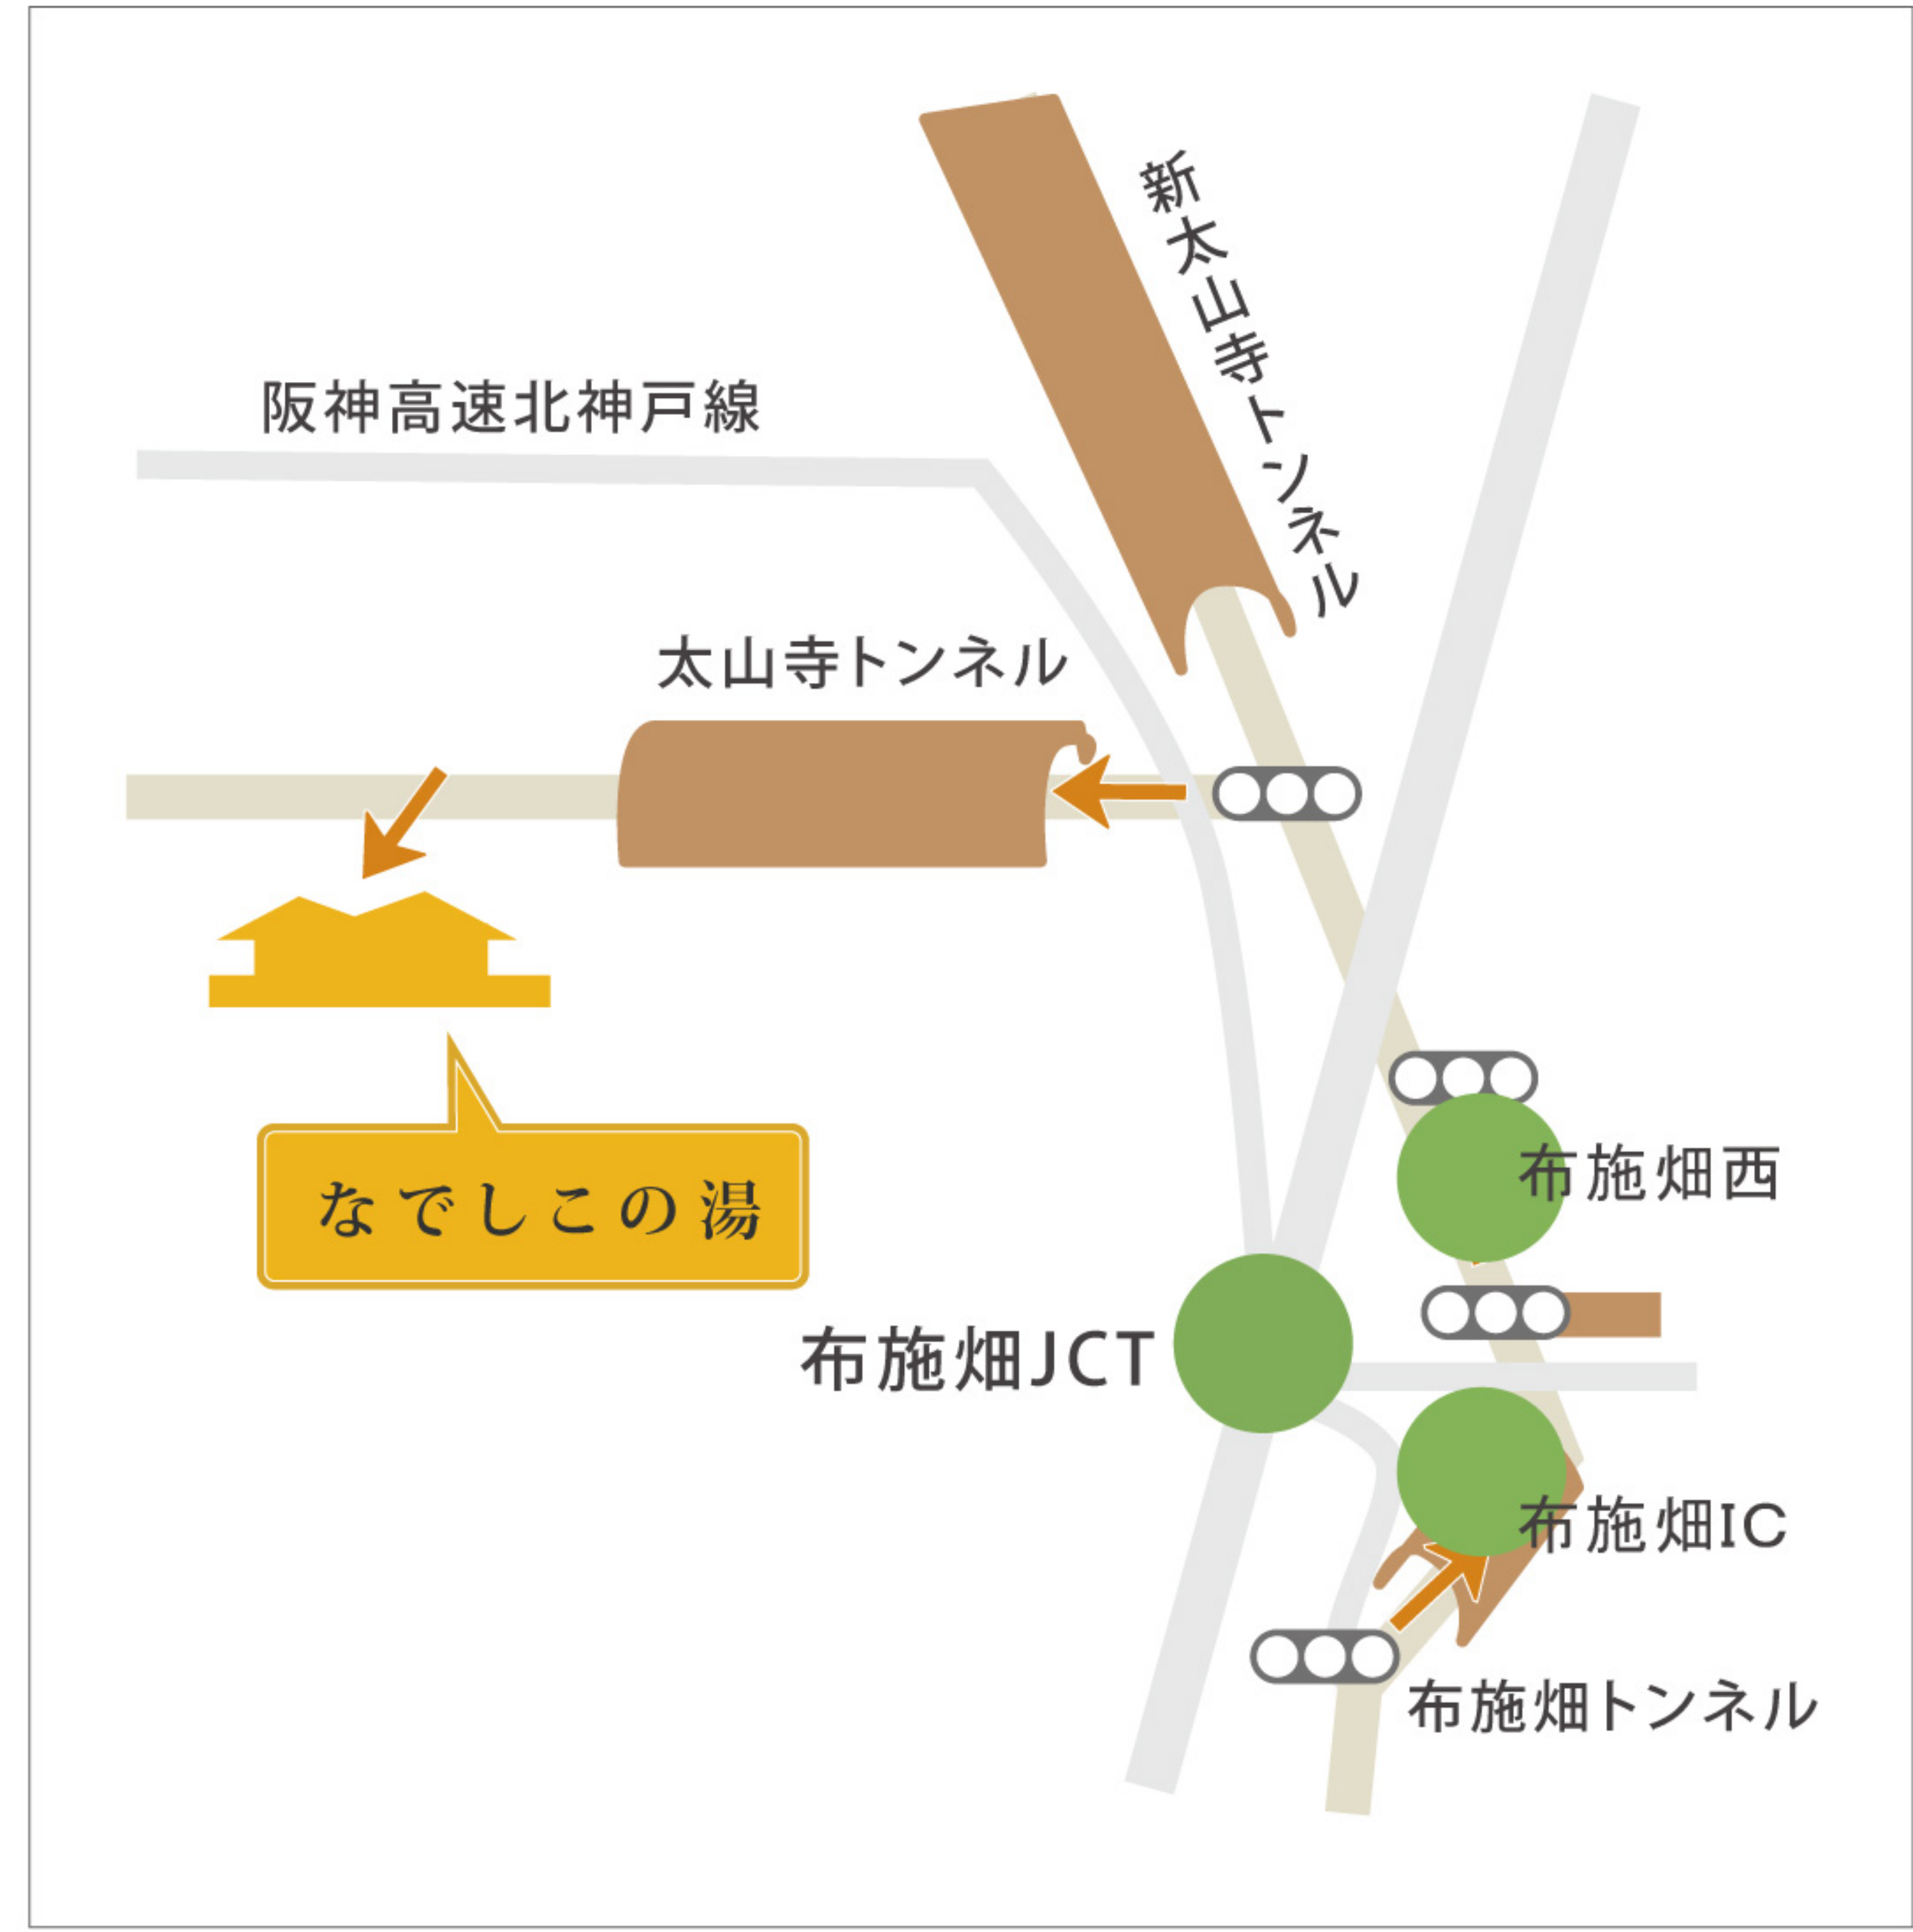 新太山寺トンネル
阪神高速北神戸線
太山寺トンネル
布施畑西
なでしこの湯
布施畑JCT
布施畑IC
布施畑トンネル